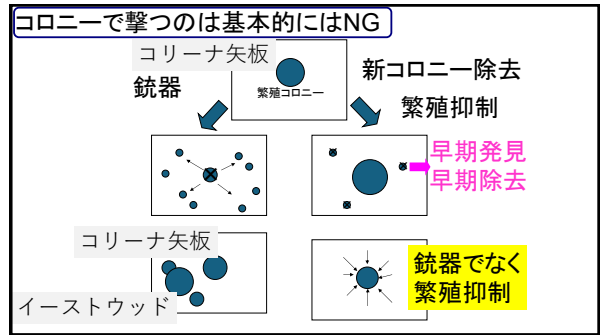 コロニーで撃つのは基本的にはNG
コリーナ矢板
繁殖コロニー
銃器
新コロニー除去
繁殖抑制
早期発見
早期除去
コリーナ矢板
イーストウッド
銃器でなく
繁殖抑制